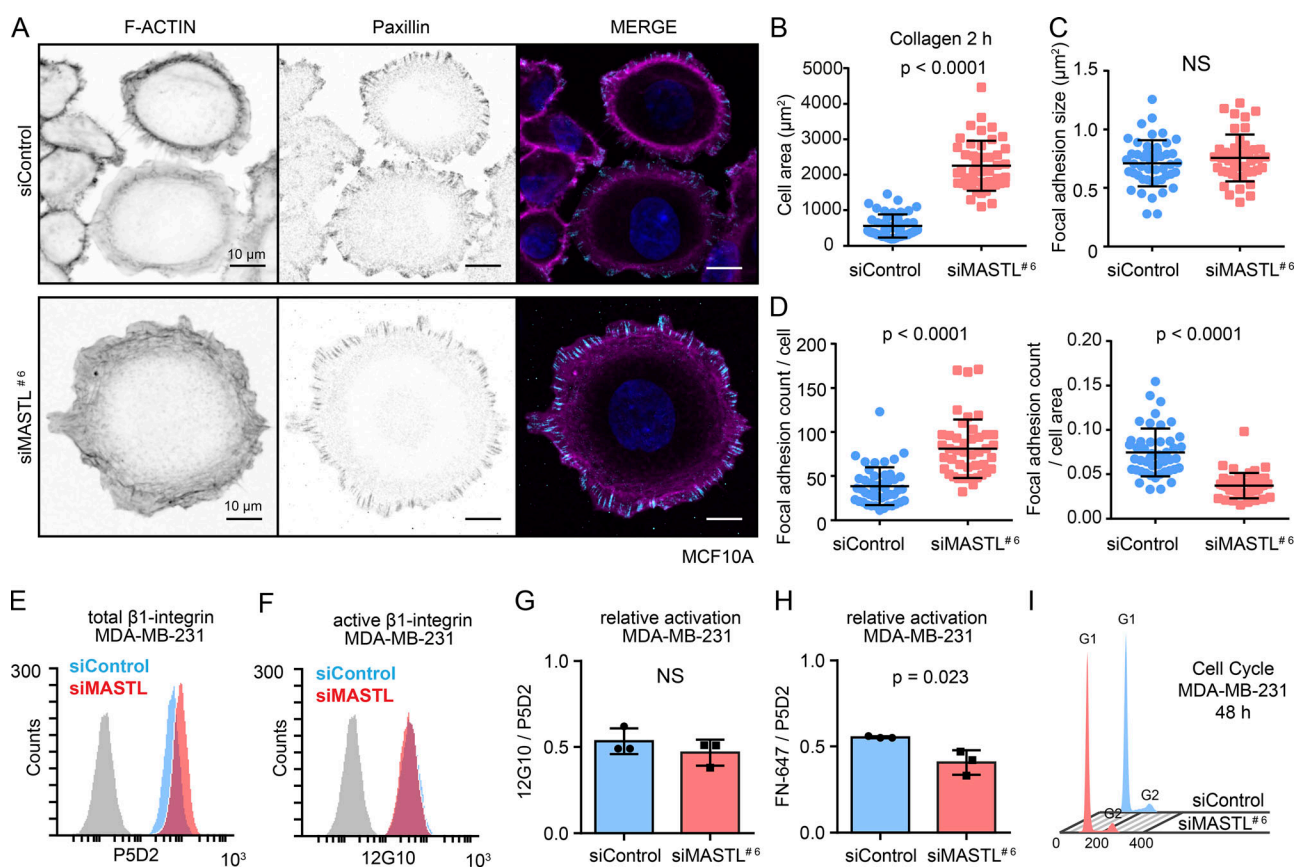 A
F-ACTIN
Paxillin
MERGE
siControl
10 µm
siMASTL#6
10 µm
MCF10A
B
Collagen 2 h
p < 0.0001
Cell area (µm²)
5000
4000
3000
2000
1000
0
siControl
siMASTL#6
C
NS
Focal adhesion size (µm²)
1.5
1.0
0.5
0.0
siControl
siMASTL#6
D
p < 0.0001
Focal adhesion count / cell
200
150
100
50
0
siControl
siMASTL#6
p < 0.0001
Focal adhesion count
/ cell area
0.20
0.15
0.10
0.05
0.00
siControl
siMASTL#6
E
total β1-integrin
MDA-MB-231
300
siControl
siMASTL
Counts
P5D2
10³
F
active β1-integrin
MDA-MB-231
300
siControl
siMASTL
Counts
12G10
10³
G
relative activation
MDA-MB-231
NS
12G10 / P5D2
1.0
0.5
0.0
siControl
siMASTL#6
H
relative activation
MDA-MB-231
p = 0.023
FN-647 / P5D2
1.0
0.5
0.0
siControl
siMASTL#6
I
G1
G1
Cell Cycle
MDA-MB-231
48 h
G2
G2
siControl
siMASTL#6
0
200
400